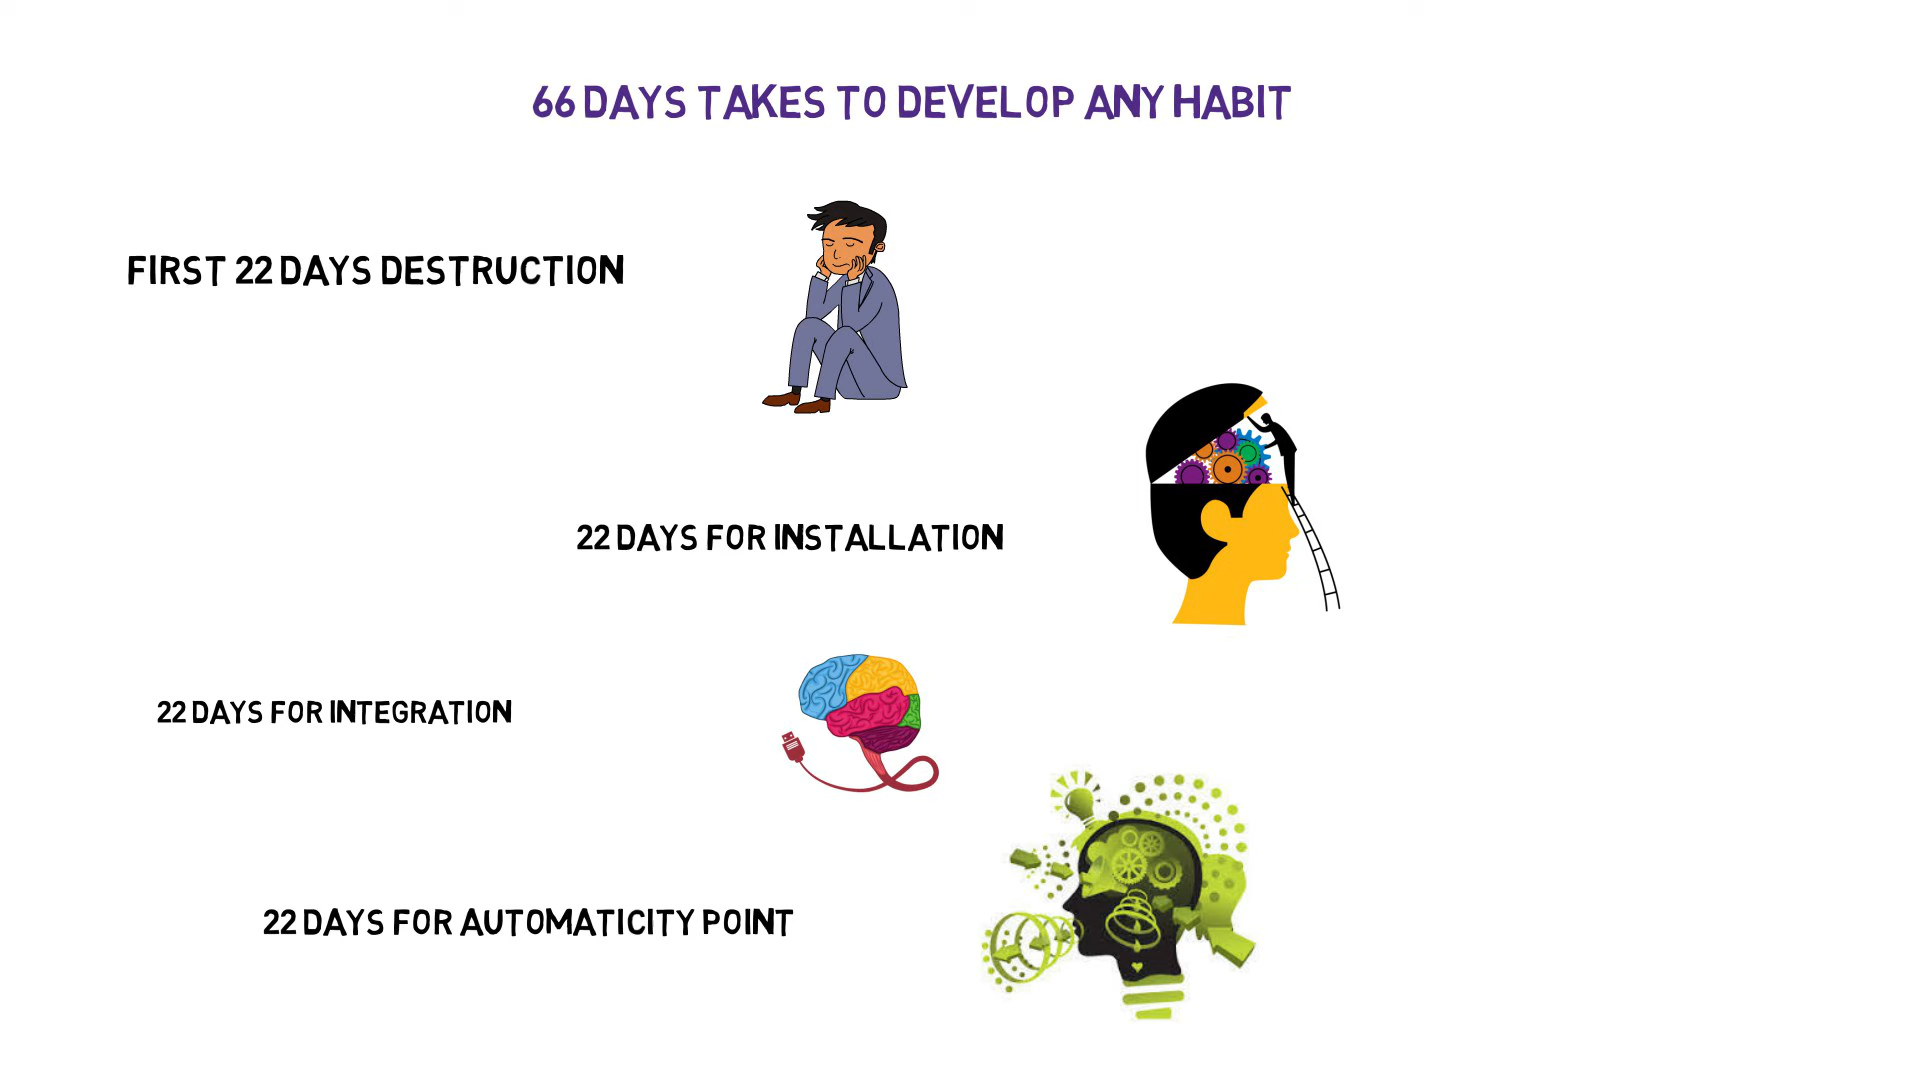 66 DAYS TAKES TO DEVELOP ANY HABIT
FIRST 22 DAYS DESTRUCTION
22 DAYS FOR INSTALLATION
22 DAYS FOR INTEGRATION
22 DAYS FOR AUTOMATICITY POINT